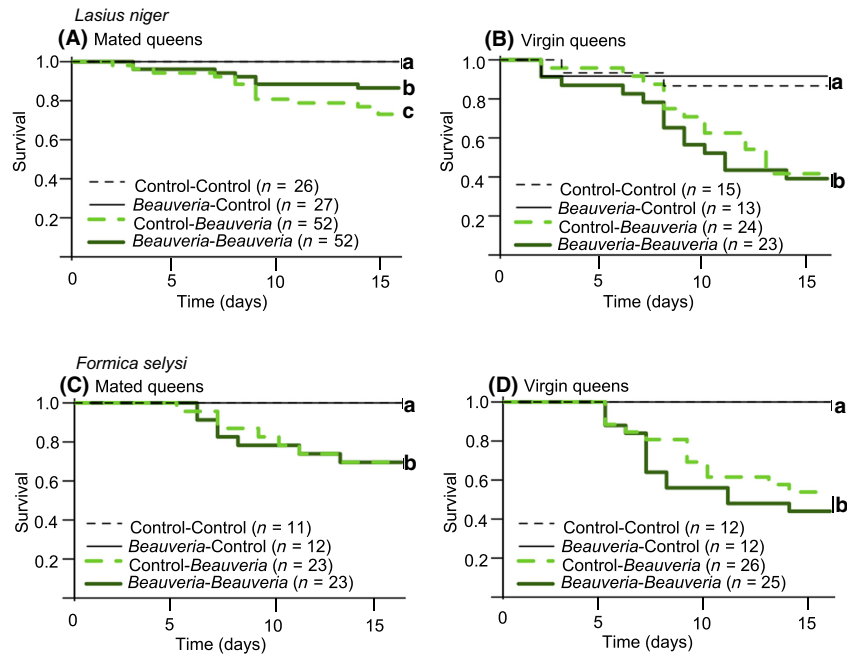 Lasius niger
(A) Mated queens
1.0
0.8
0.6
0.4
0.2
Survival
a
b
c
Control-Control (n = 26)
Beauveria-Control (n = 27)
Control-Beauveria (n = 52)
Beauveria-Beauveria (n = 52)
0 5 10 15
Time (days)
(B) Virgin queens
1.0
0.8
0.6
0.4
0.2
Survival
a
b
Control-Control (n = 15)
Beauveria-Control (n = 13)
Control-Beauveria (n = 24)
Beauveria-Beauveria (n = 23)
0 5 10 15
Time (days)
Formica selysi
(C) Mated queens
1.0
0.8
0.6
0.4
0.2
Survival
a
b
Control-Control (n = 11)
Beauveria-Control (n = 12)
Control-Beauveria (n = 23)
Beauveria-Beauveria (n = 23)
0 5 10 15
Time (days)
(D) Virgin queens
1.0
0.8
0.6
0.4
0.2
Survival
a
b
Control-Control (n = 12)
Beauveria-Control (n = 12)
Control-Beauveria (n = 26)
Beauveria-Beauveria (n = 25)
0 5 10 15
Time (days)